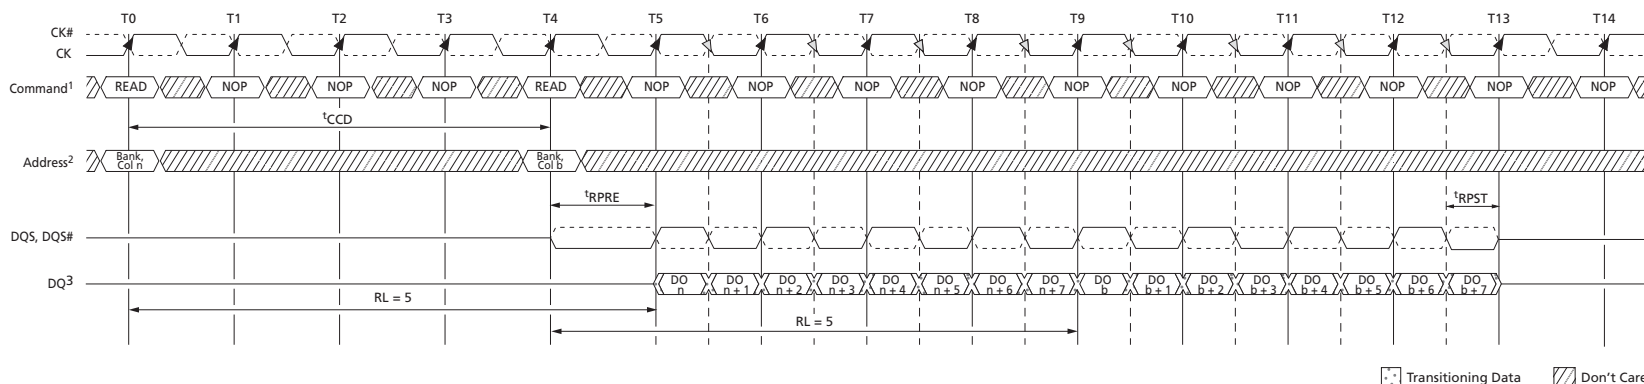 T0 T1 T2 T3 T4 T5 T6 T7 T8 T9 T10 T11 T12 T13 T14
CK#
CK
Command1 READ NOP NOP NOP READ NOP NOP NOP NOP NOP NOP NOP NOP NOP NOP
tCCD
Address2 Bank, Col n Bank, Col b
tRPRE tRPST
DQS, DQS#
DQ3 DO n DO n + 1 DO n + 2 DO n + 3 DO n + 4 DO n + 5 DO n + 6 DO n + 7 DO b DO b + 1 DO b + 2 DO b + 3 DO b + 4 DO b + 5 DO b + 6 DO b + 7
RL = 5
RL = 5
Transitioning Data Don't Care